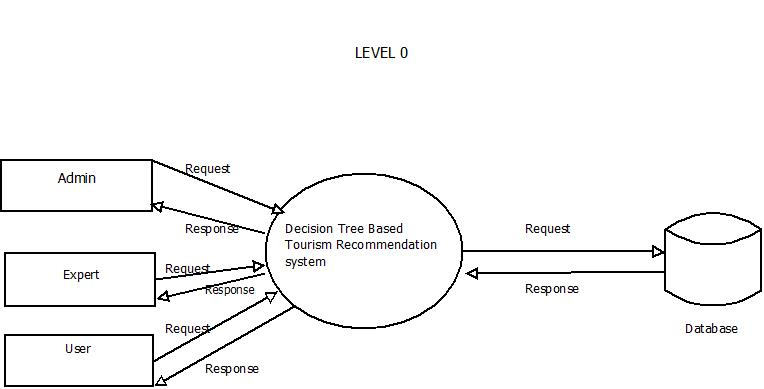 LEVEL 0
Admin
Request
Response
Expert
Request
Response
User
Request
Response
Decision Tree Based
Tourism Recommendation
system
Request
Response
Database